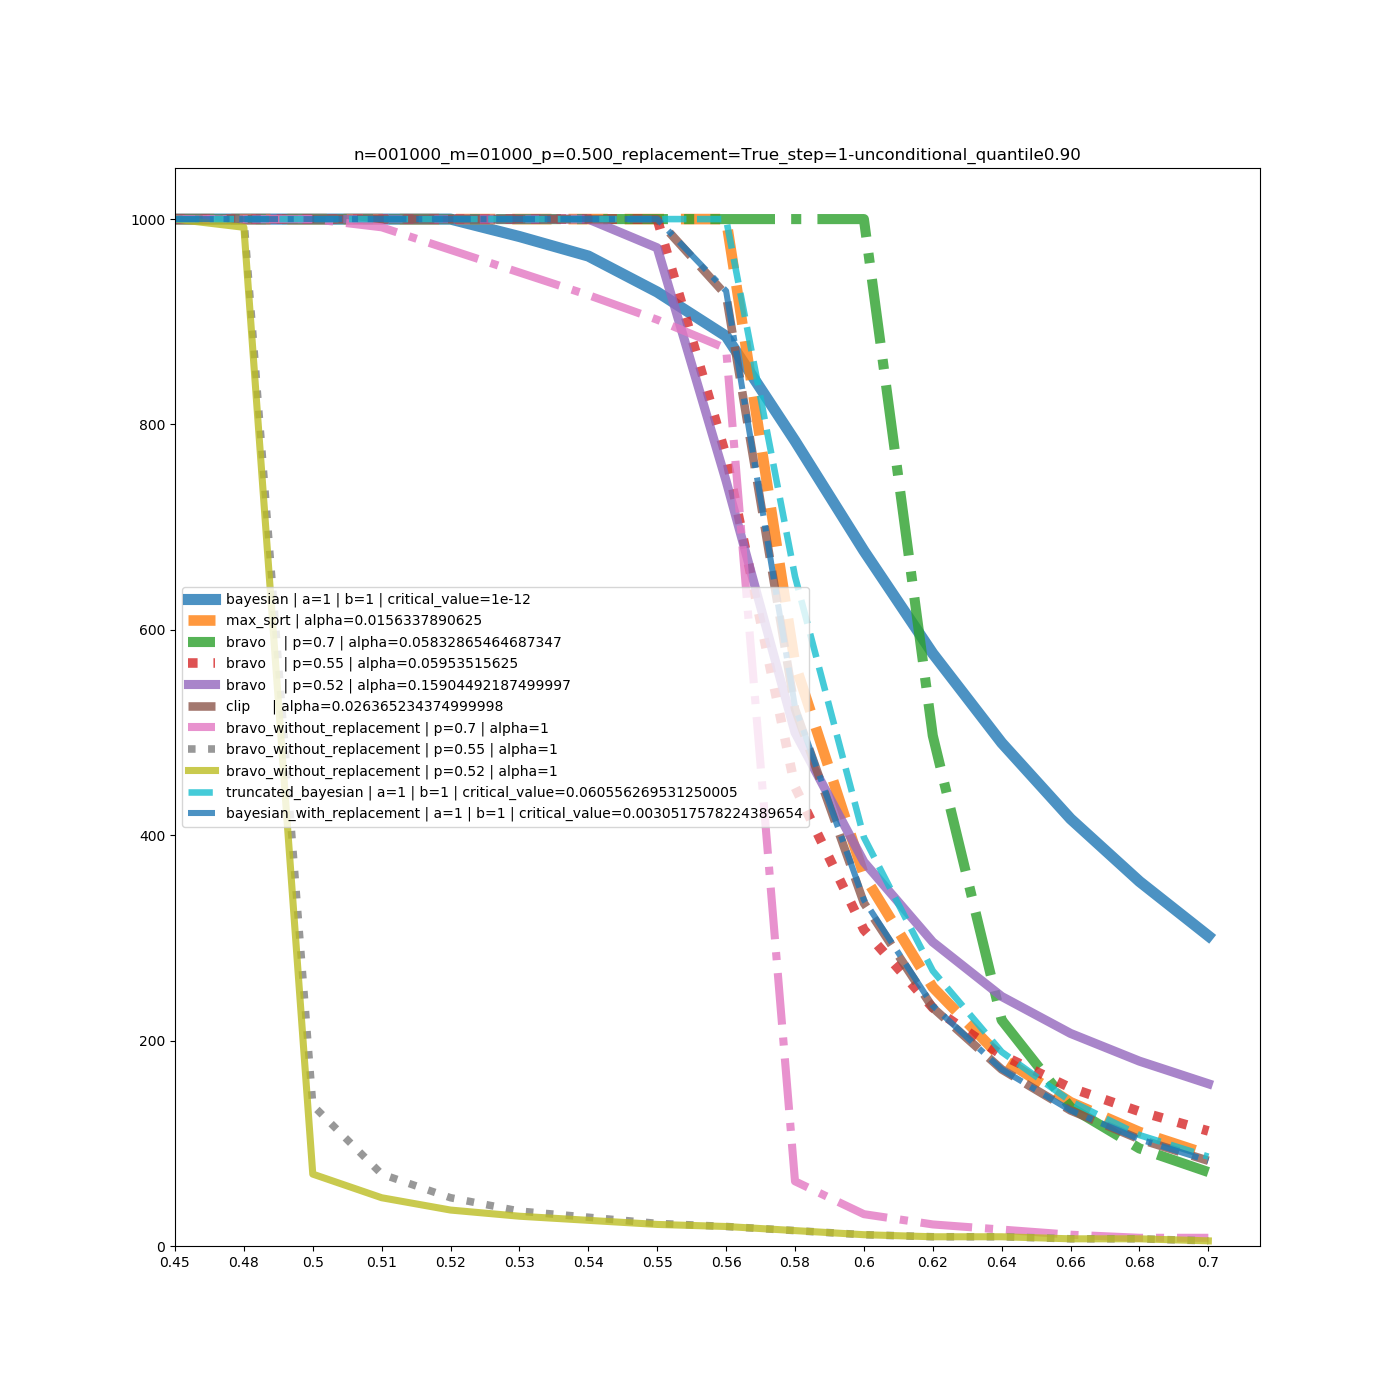 n=001000_m=01000_p=0.500_replacement=True_step=1-unconditional_quantile0.90
1000
800
600
400
200
0
bayesian | a=1 | b=1 | critical_value=1e-12
max_sprt | alpha=0.0156337890625
bravo | p=0.7 | alpha=0.05832865464687347
bravo | p=0.55 | alpha=0.05953515625
bravo | p=0.52 | alpha=0.15904492187499997
clip | alpha=0.026365234374999998
bravo_without_replacement | p=0.7 | alpha=1
bravo_without_replacement | p=0.55 | alpha=1
bravo_without_replacement | p=0.52 | alpha=1
truncated_bayesian | a=1 | b=1 | critical_value=0.060556269531250005
bayesian_with_replacement | a=1 | b=1 | critical_value=0.0030517578224389654
0.45 0.48 0.5 0.51 0.52 0.53 0.54 0.55 0.56 0.58 0.6 0.62 0.64 0.66 0.68 0.7